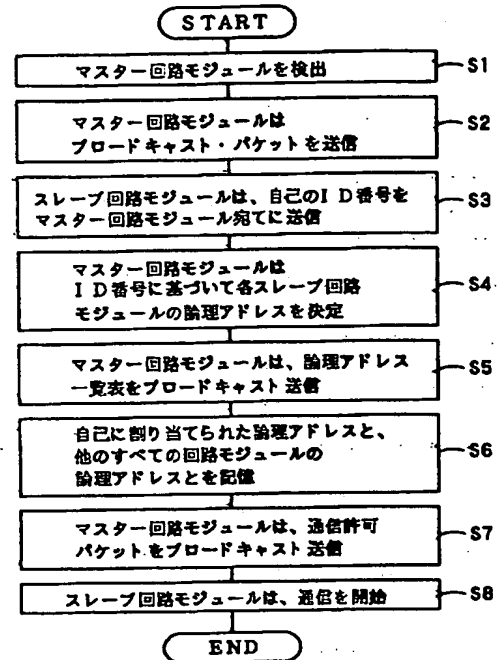 START
マスター回路モジュールを検出
S1
マスター回路モジュールは
ブロードキャスト・パケットを送信
S2
スレーブ回路モジュールは、自己のID番号を
マスター回路モジュール宛てに送信
S3
マスター回路モジュールは
ID番号に基づいて各スレーブ回路
モジュールの論理アドレスを決定
S4
マスター回路モジュールは、論理アドレス
一覧表をブロードキャスト送信
S5
自己に割り当てられた論理アドレスと、
他のすべての回路モジュールの
論理アドレスとを記憶
S6
マスター回路モジュールは、通信許可
パケットをブロードキャスト送信
S7
スレーブ回路モジュールは、通信を開始
S8
END